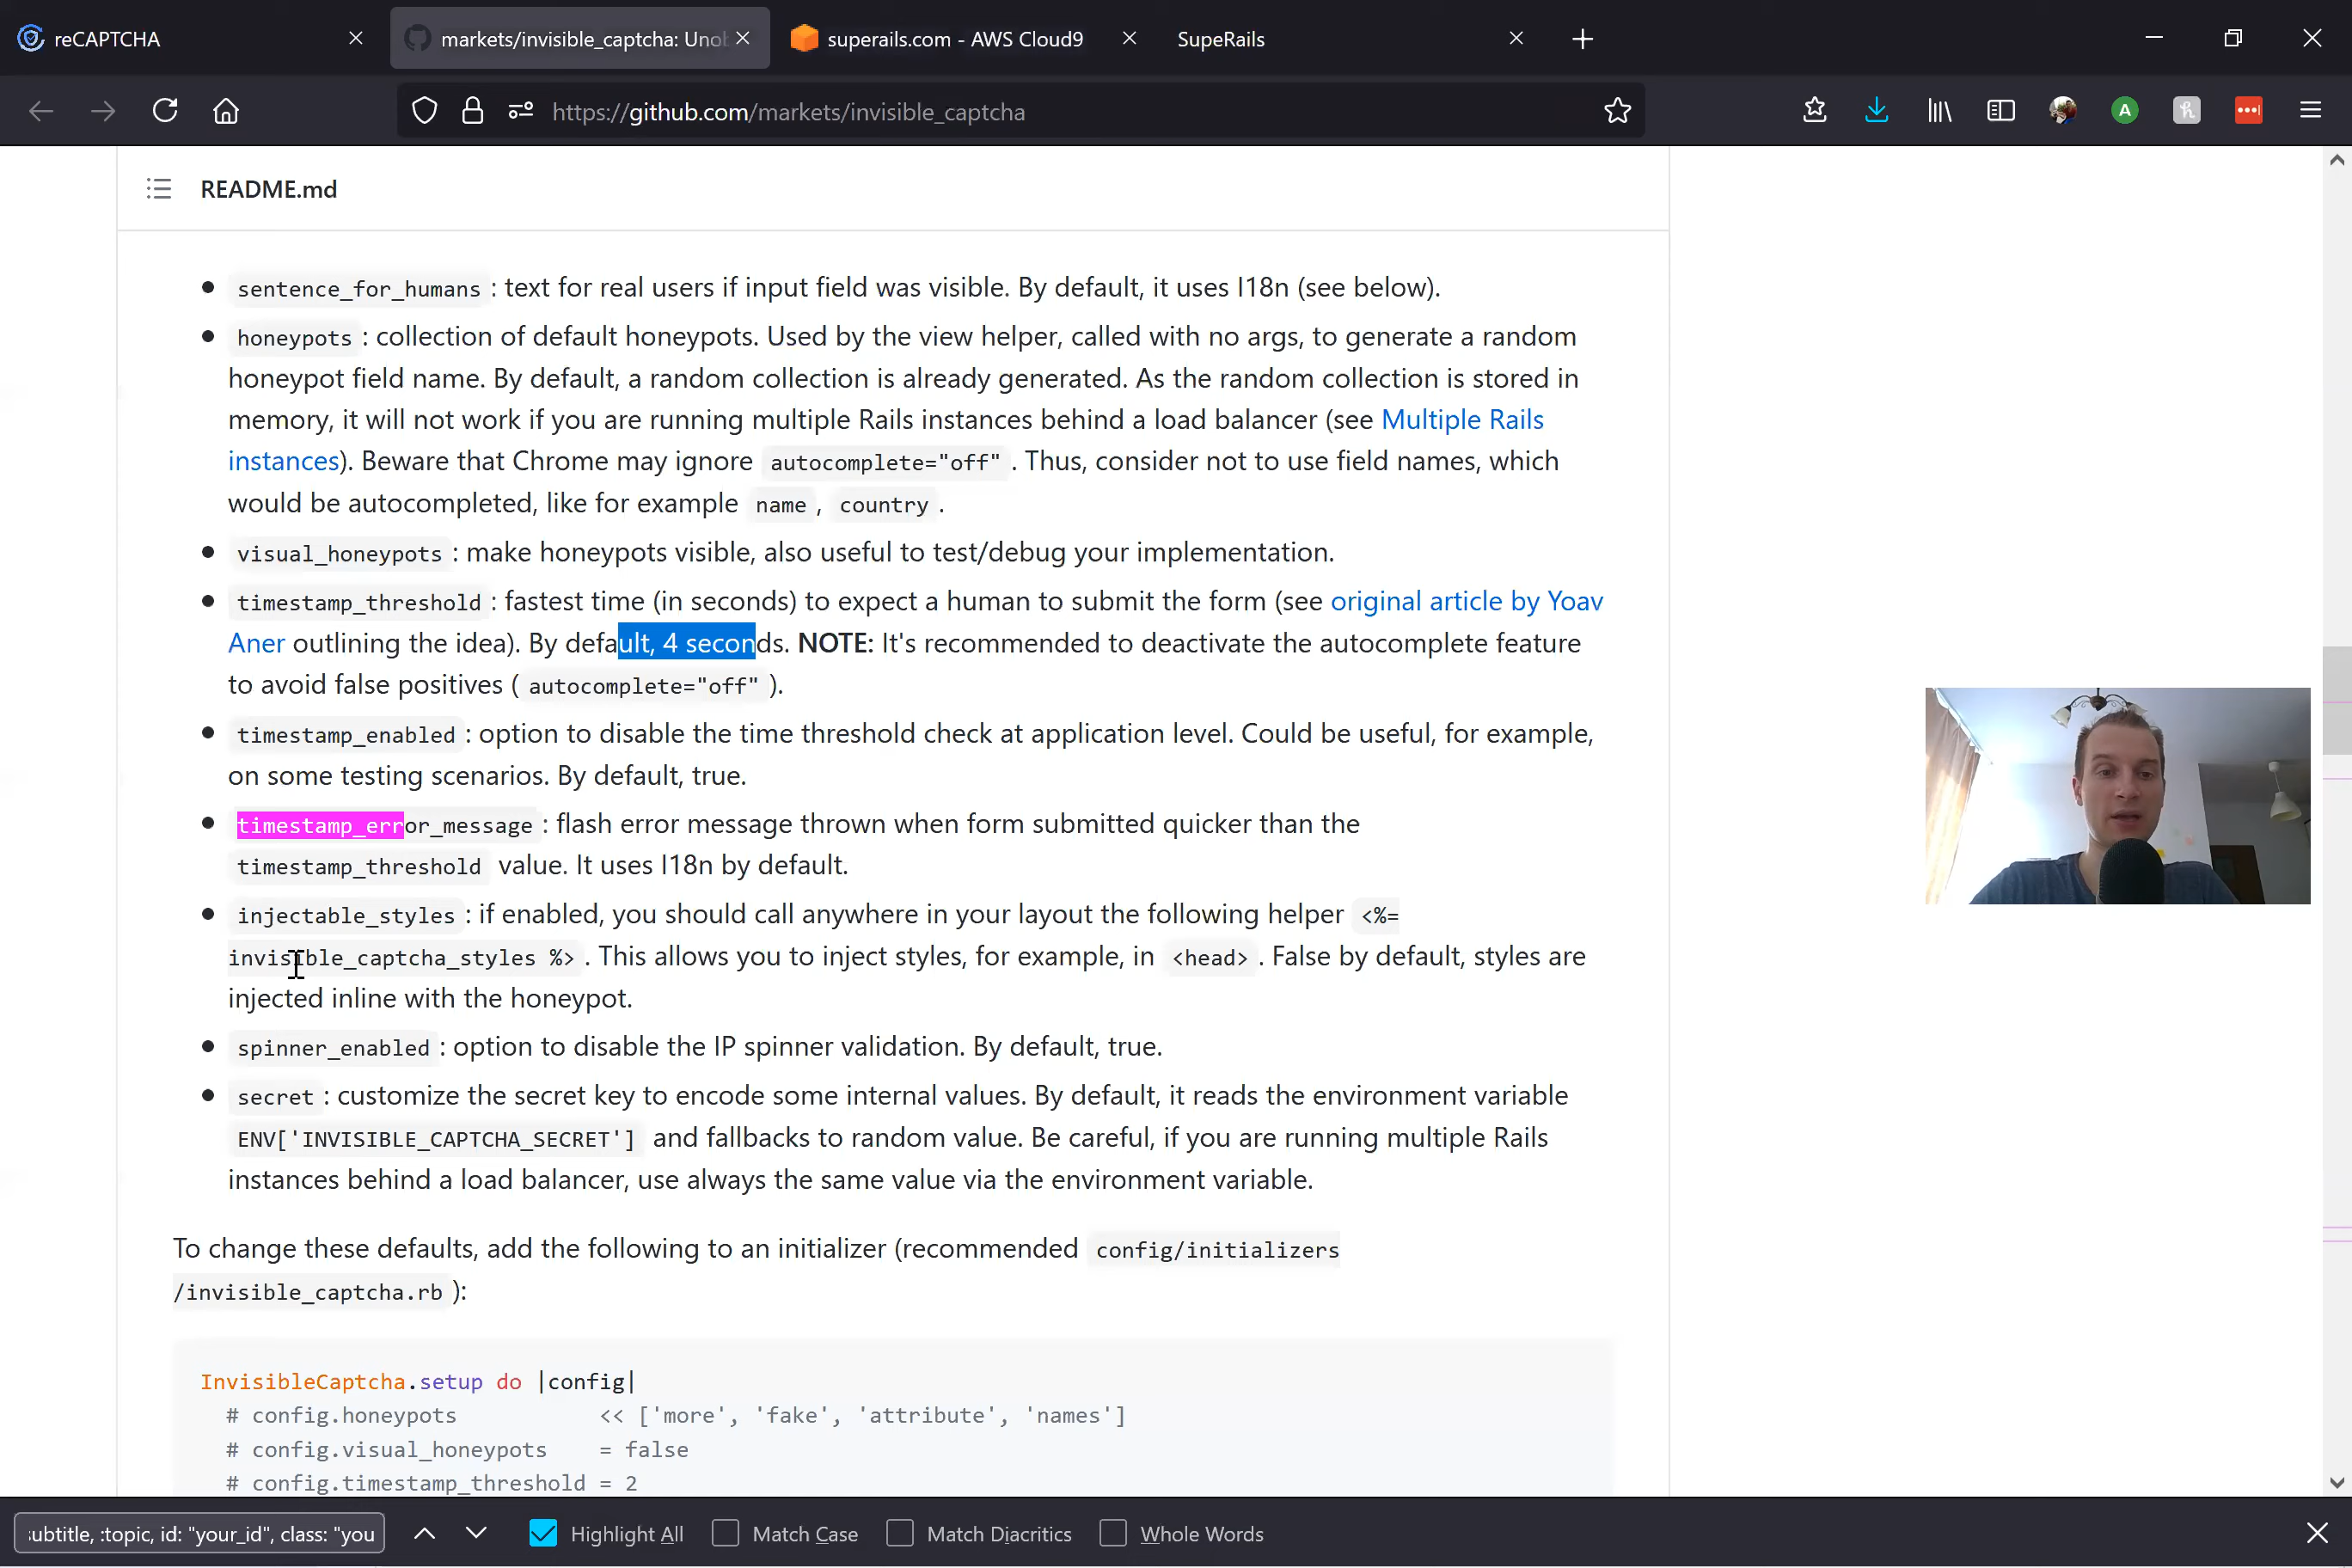 reCAPTCHA
markets/invisible_captcha: Unob
superails.com - AWS Cloud9
SupeRails
https://github.com/markets/invisible_captcha
A
README.md
sentence_for_humans : text for real users if input field was visible. By default, it uses I18n (see below).
honeypots : collection of default honeypots. Used by the view helper, called with no args, to generate a random
honeypot field name. By default, a random collection is already generated. As the random collection is stored in
memory, it will not work if you are running multiple Rails instances behind a load balancer (see Multiple Rails
instances). Beware that Chrome may ignore autocomplete="off" . Thus, consider not to use field names, which
would be autocompleted, like for example name , country .
visual_honeypots : make honeypots visible, also useful to test/debug your implementation.
timestamp_threshold : fastest time (in seconds) to expect a human to submit the form (see original article by Yoav
Aner outlining the idea). By default, 4 seconds. NOTE: It's recommended to deactivate the autocomplete feature
to avoid false positives ( autocomplete="off" ).
timestamp_enabled : option to disable the time threshold check at application level. Could be useful, for example,
on some testing scenarios. By default, true.
timestamp_error_message : flash error message thrown when form submitted quicker than the
timestamp_threshold value. It uses I18n by default.
injectable_styles : if enabled, you should call anywhere in your layout the following helper <%=
invisible_captcha_styles %> . This allows you to inject styles, for example, in <head> . False by default, styles are
injected inline with the honeypot.
spinner_enabled : option to disable the IP spinner validation. By default, true.
secret : customize the secret key to encode some internal values. By default, it reads the environment variable
ENV['INVISIBLE_CAPTCHA_SECRET'] and fallbacks to random value. Be careful, if you are running multiple Rails
instances behind a load balancer, use always the same value via the environment variable.
To change these defaults, add the following to an initializer (recommended config/initializers
/invisible_captcha.rb ):
InvisibleCaptcha.setup do |config|
# config.honeypots << ['more', 'fake', 'attribute', 'names']
# config.visual_honeypots = false
# config.timestamp_threshold = 2
ubtitle, :topic, id: "your_id", class: "you
Highlight All
Match Case
Match Diacritics
Whole Words